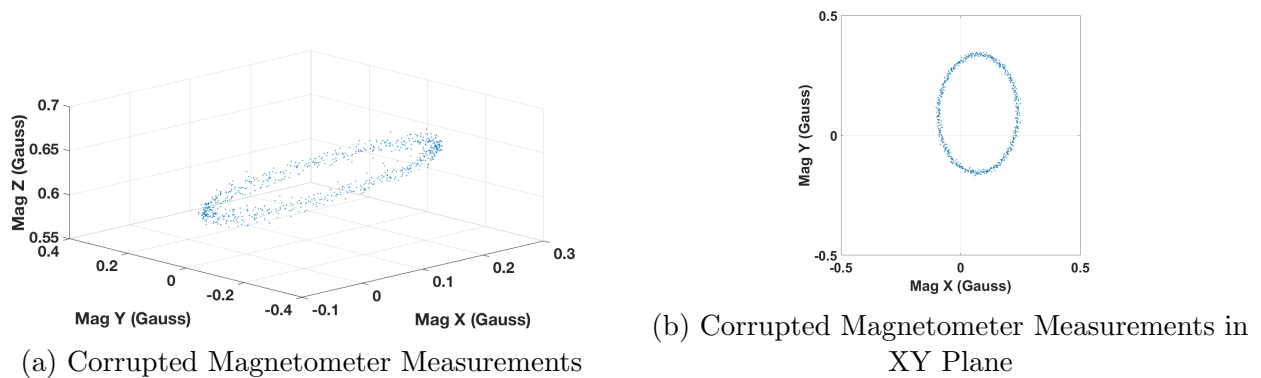 0.7
0.65
0.6
0.55
Mag Z (Gauss)
0.4
0.2
0
-0.2
-0.4
Mag Y (Gauss)
-0.1
0
0.1
0.2
0.3
Mag X (Gauss)
(a) Corrupted Magnetometer Measurements
0.5
0
-0.5
Mag Y (Gauss)
-0.5
0
0.5
Mag X (Gauss)
(b) Corrupted Magnetometer Measurements in
XY Plane